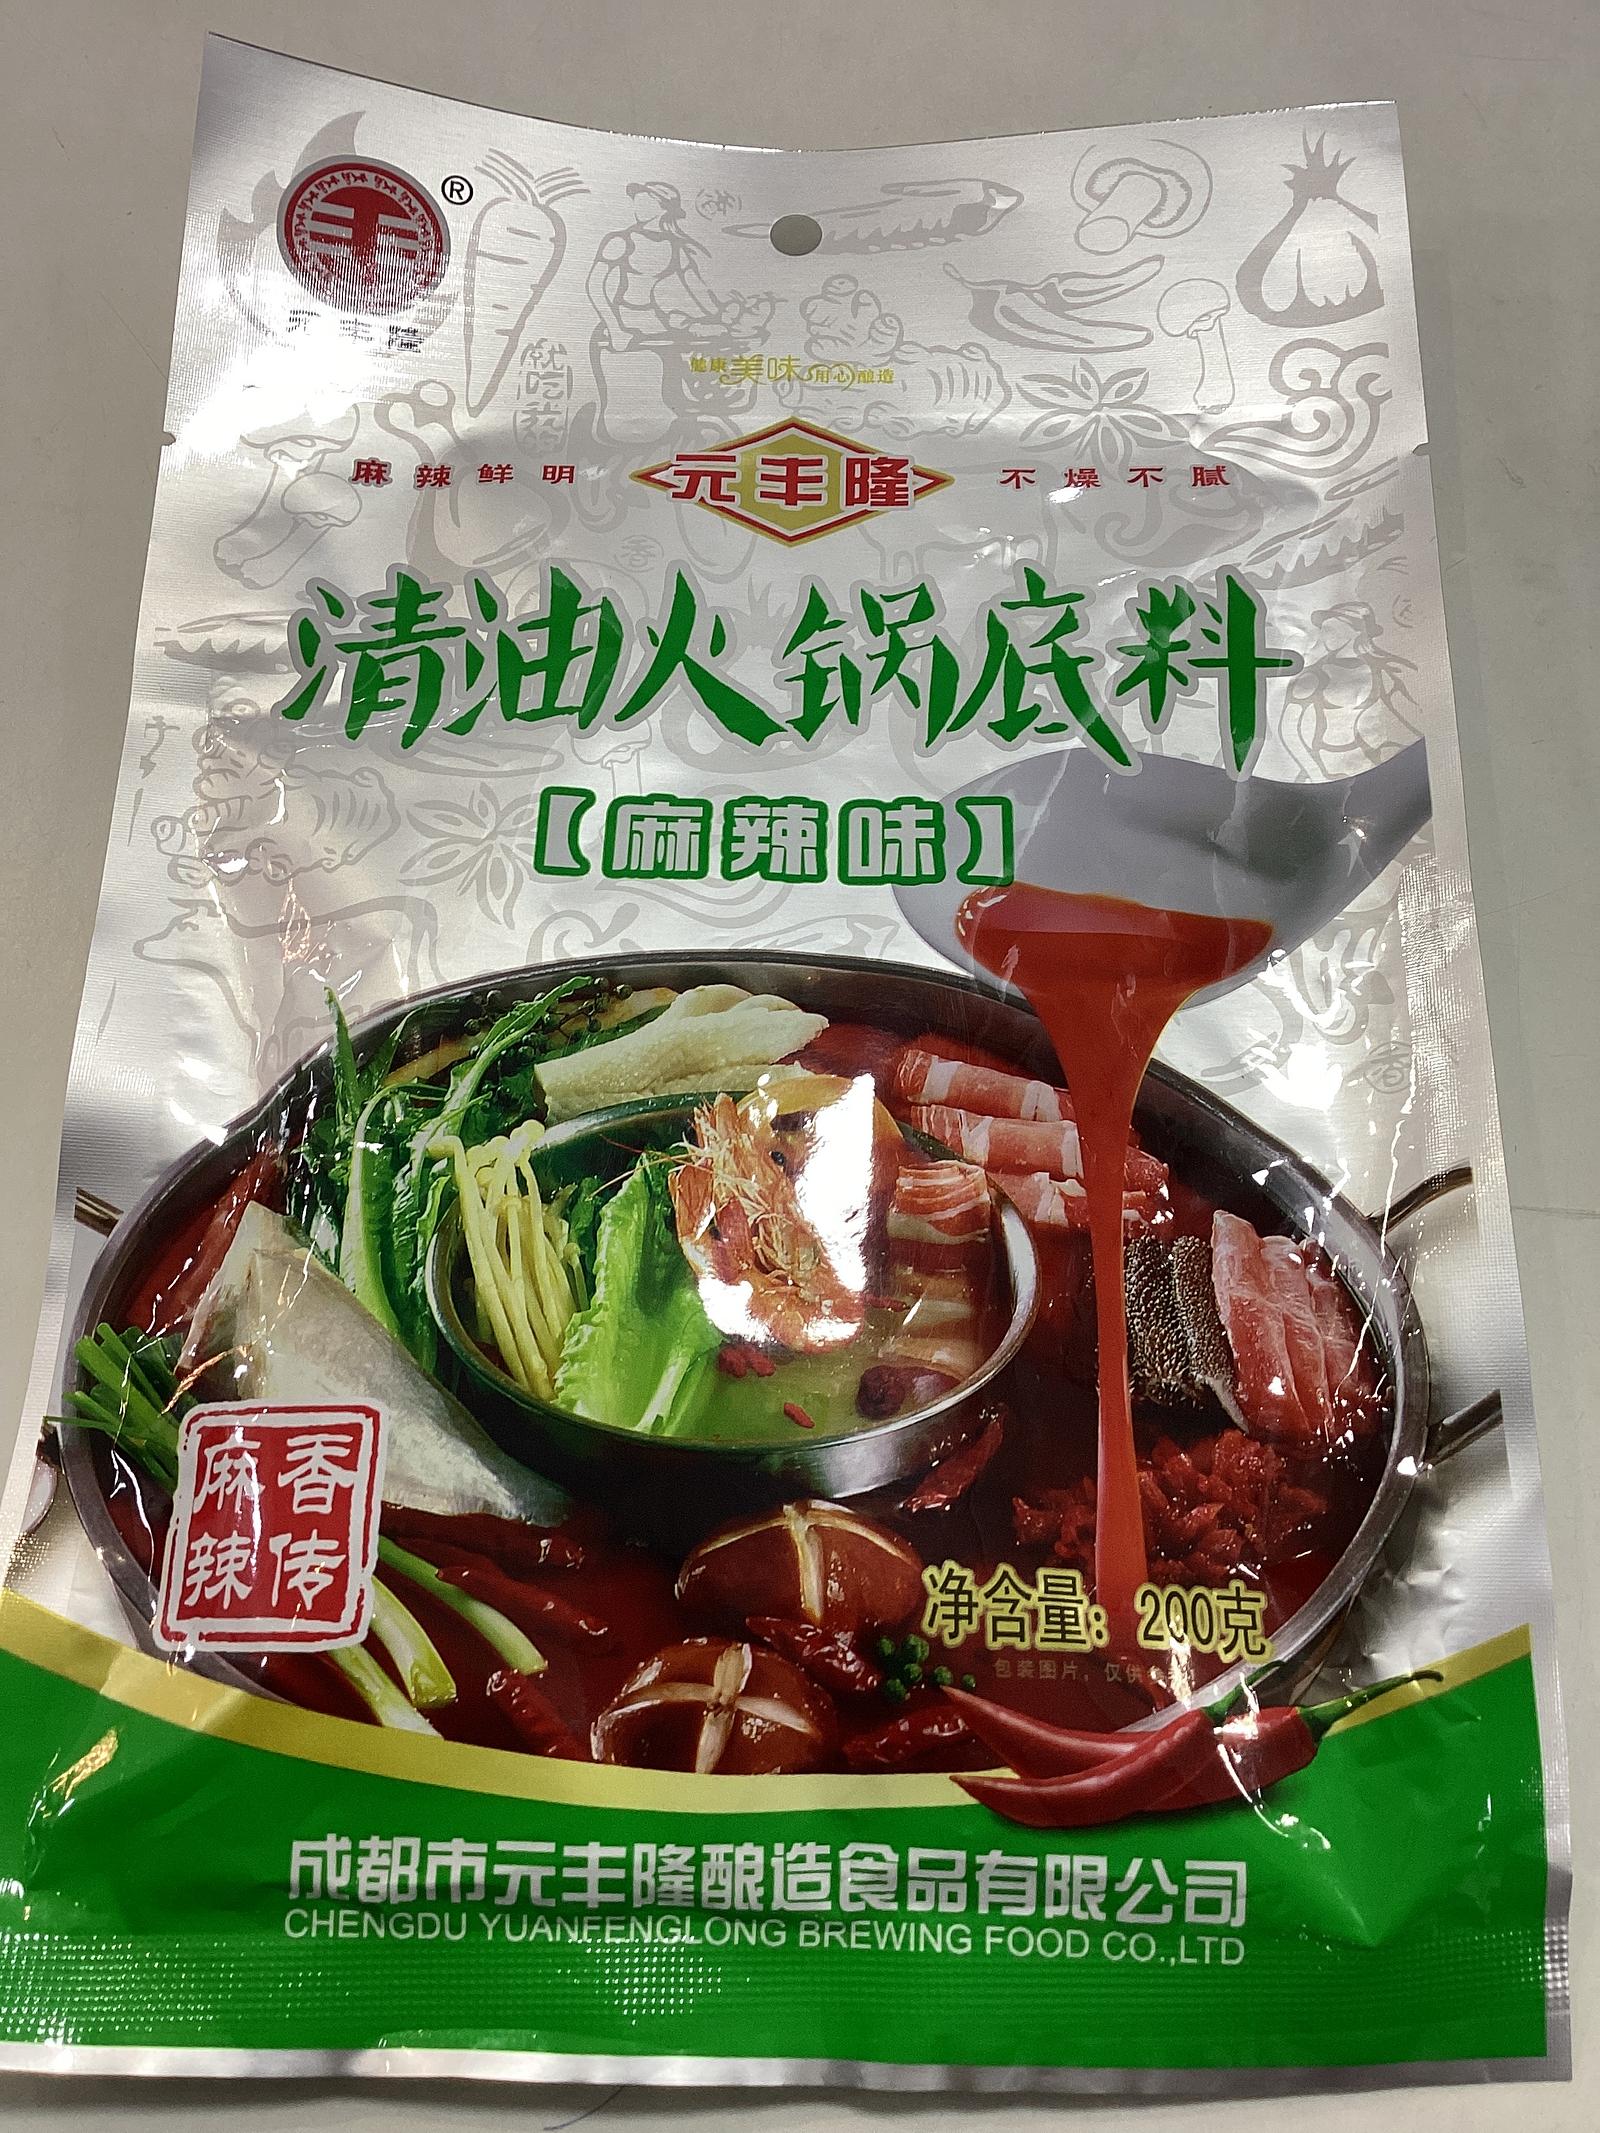 ®
元丰隆
健康美味用心酿造
麻辣鲜明
元丰隆
不燥不腻
清油火锅底料
【麻辣味】
香传
麻辣
净含量：200克
包装图片，仅供
成都市元丰隆酿造食品有限公司
CHENGDU YUANFENGLONG BREWING FOOD CO.,LTD